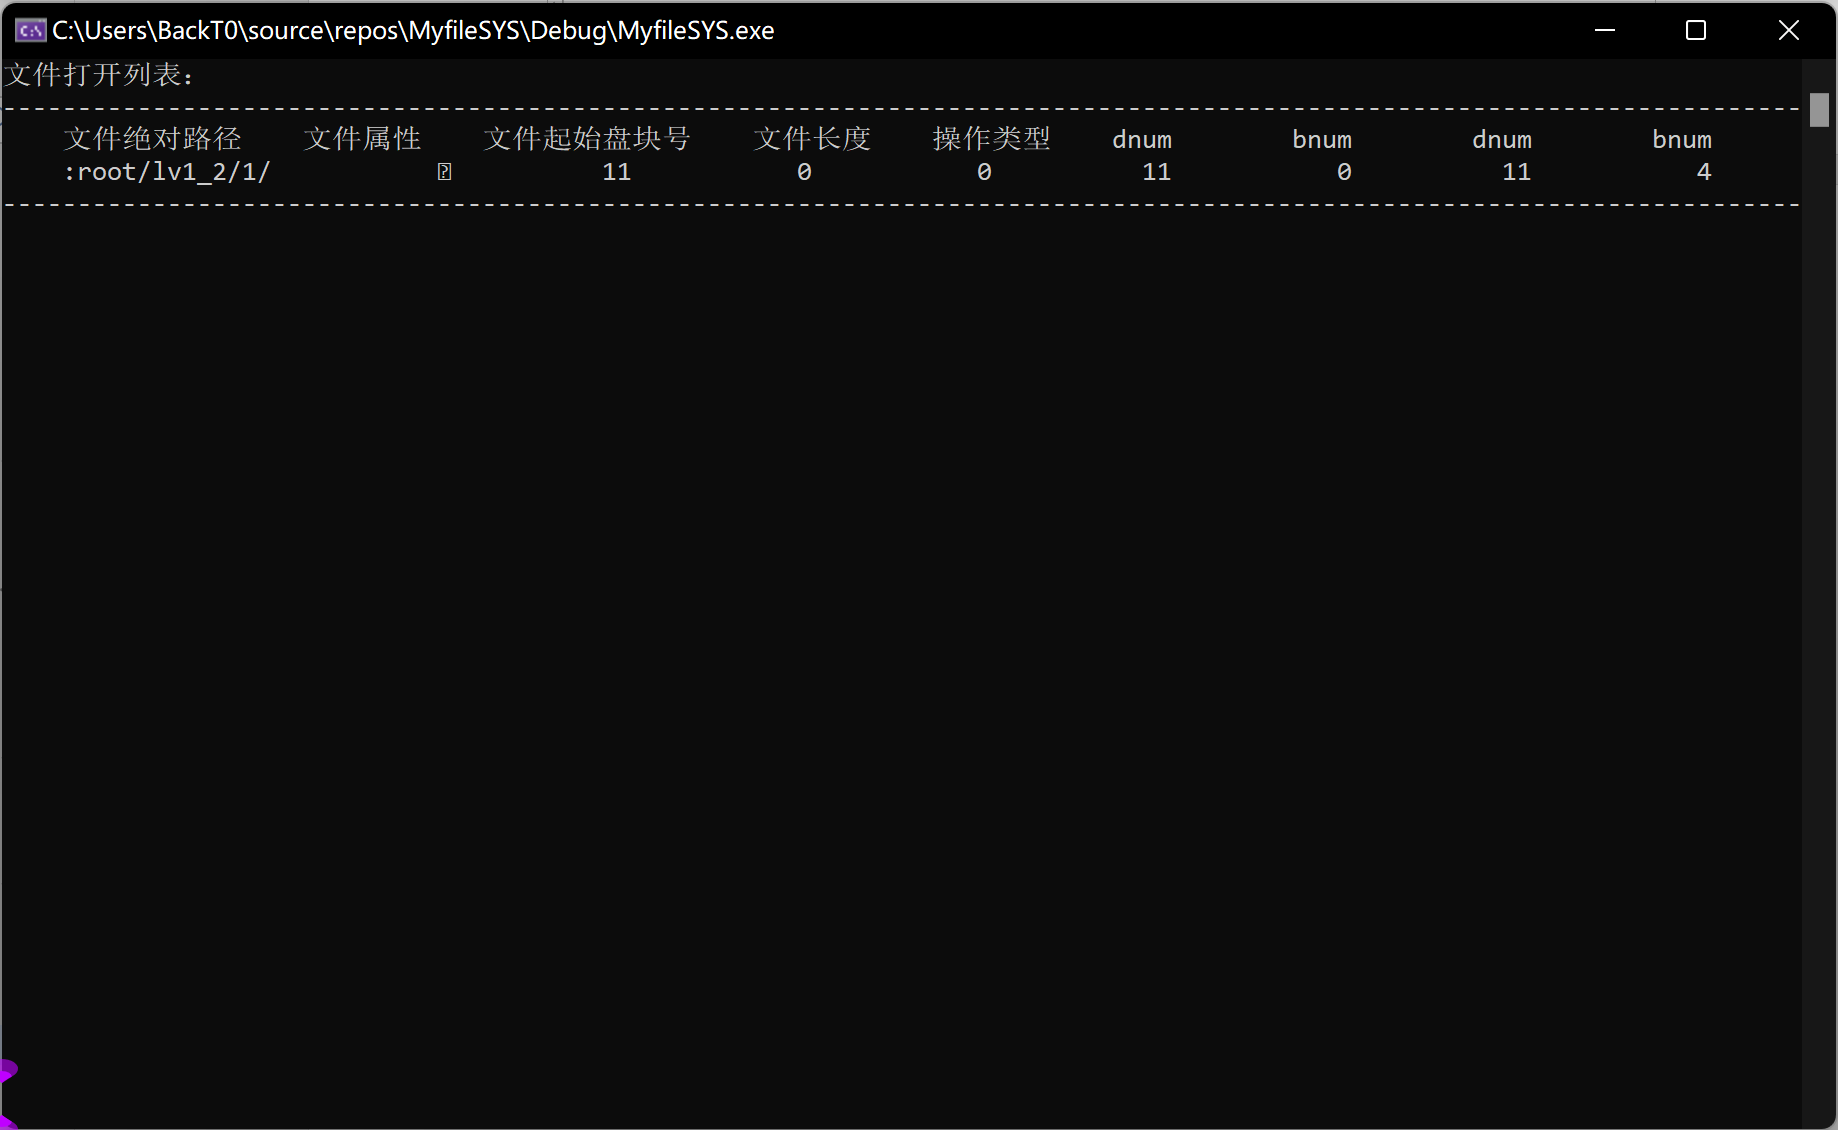 C:\Users\BackT0\source\repos\MyfileSYS\Debug\MyfileSYS.exe
文件打开列表:
------------------------------------------------------------------------------------------------------------------------
文件绝对路径 文件属性 文件起始盘块号 文件长度 操作类型 dnum bnum dnum bnum
:root/lv1_2/1/ 11 0 0 11 0 11 4
------------------------------------------------------------------------------------------------------------------------